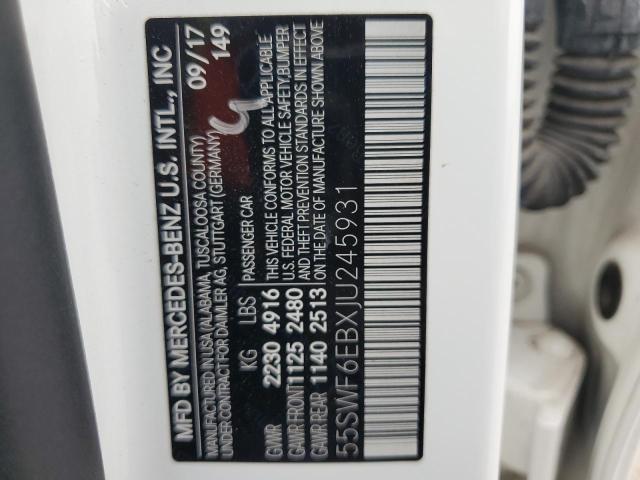 MFD BY MERCEDES-BENZ U.S. INTL., INC 09/17
MANUFACTURED IN USA (ALABAMA, TUSCALOOSA COUNTY) 149
UNDER CONTRACT FOR DAIMLER AG, STUTTGART (GERMANY)
KG LBS PASSENGER CAR
GVWR 2230 4916 THIS VEHICLE CONFORMS TO ALL APPLICABLE
GAWR FRONT 1125 2480 U.S. FEDERAL MOTOR VEHICLE SAFETY, BUMPER
GAWR REAR 1140 2513 AND THEFT PREVENTION STANDARDS IN EFFECT
ON THE DATE OF MANUFACTURE SHOWN ABOVE
55SWF6EBXJU245931